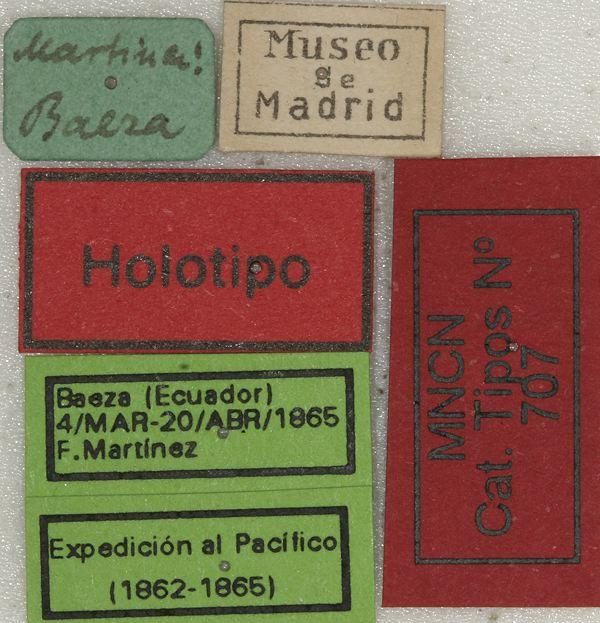 Martinez!
Baeza
Museo
de
Madrid
Holotipo
MNCN
Cat. Tipos Nº
707
Baeza (Ecuador)
4/MAR-20/ABR/1865
F.Martínez
Expedición al Pacífico
(1862-1865)